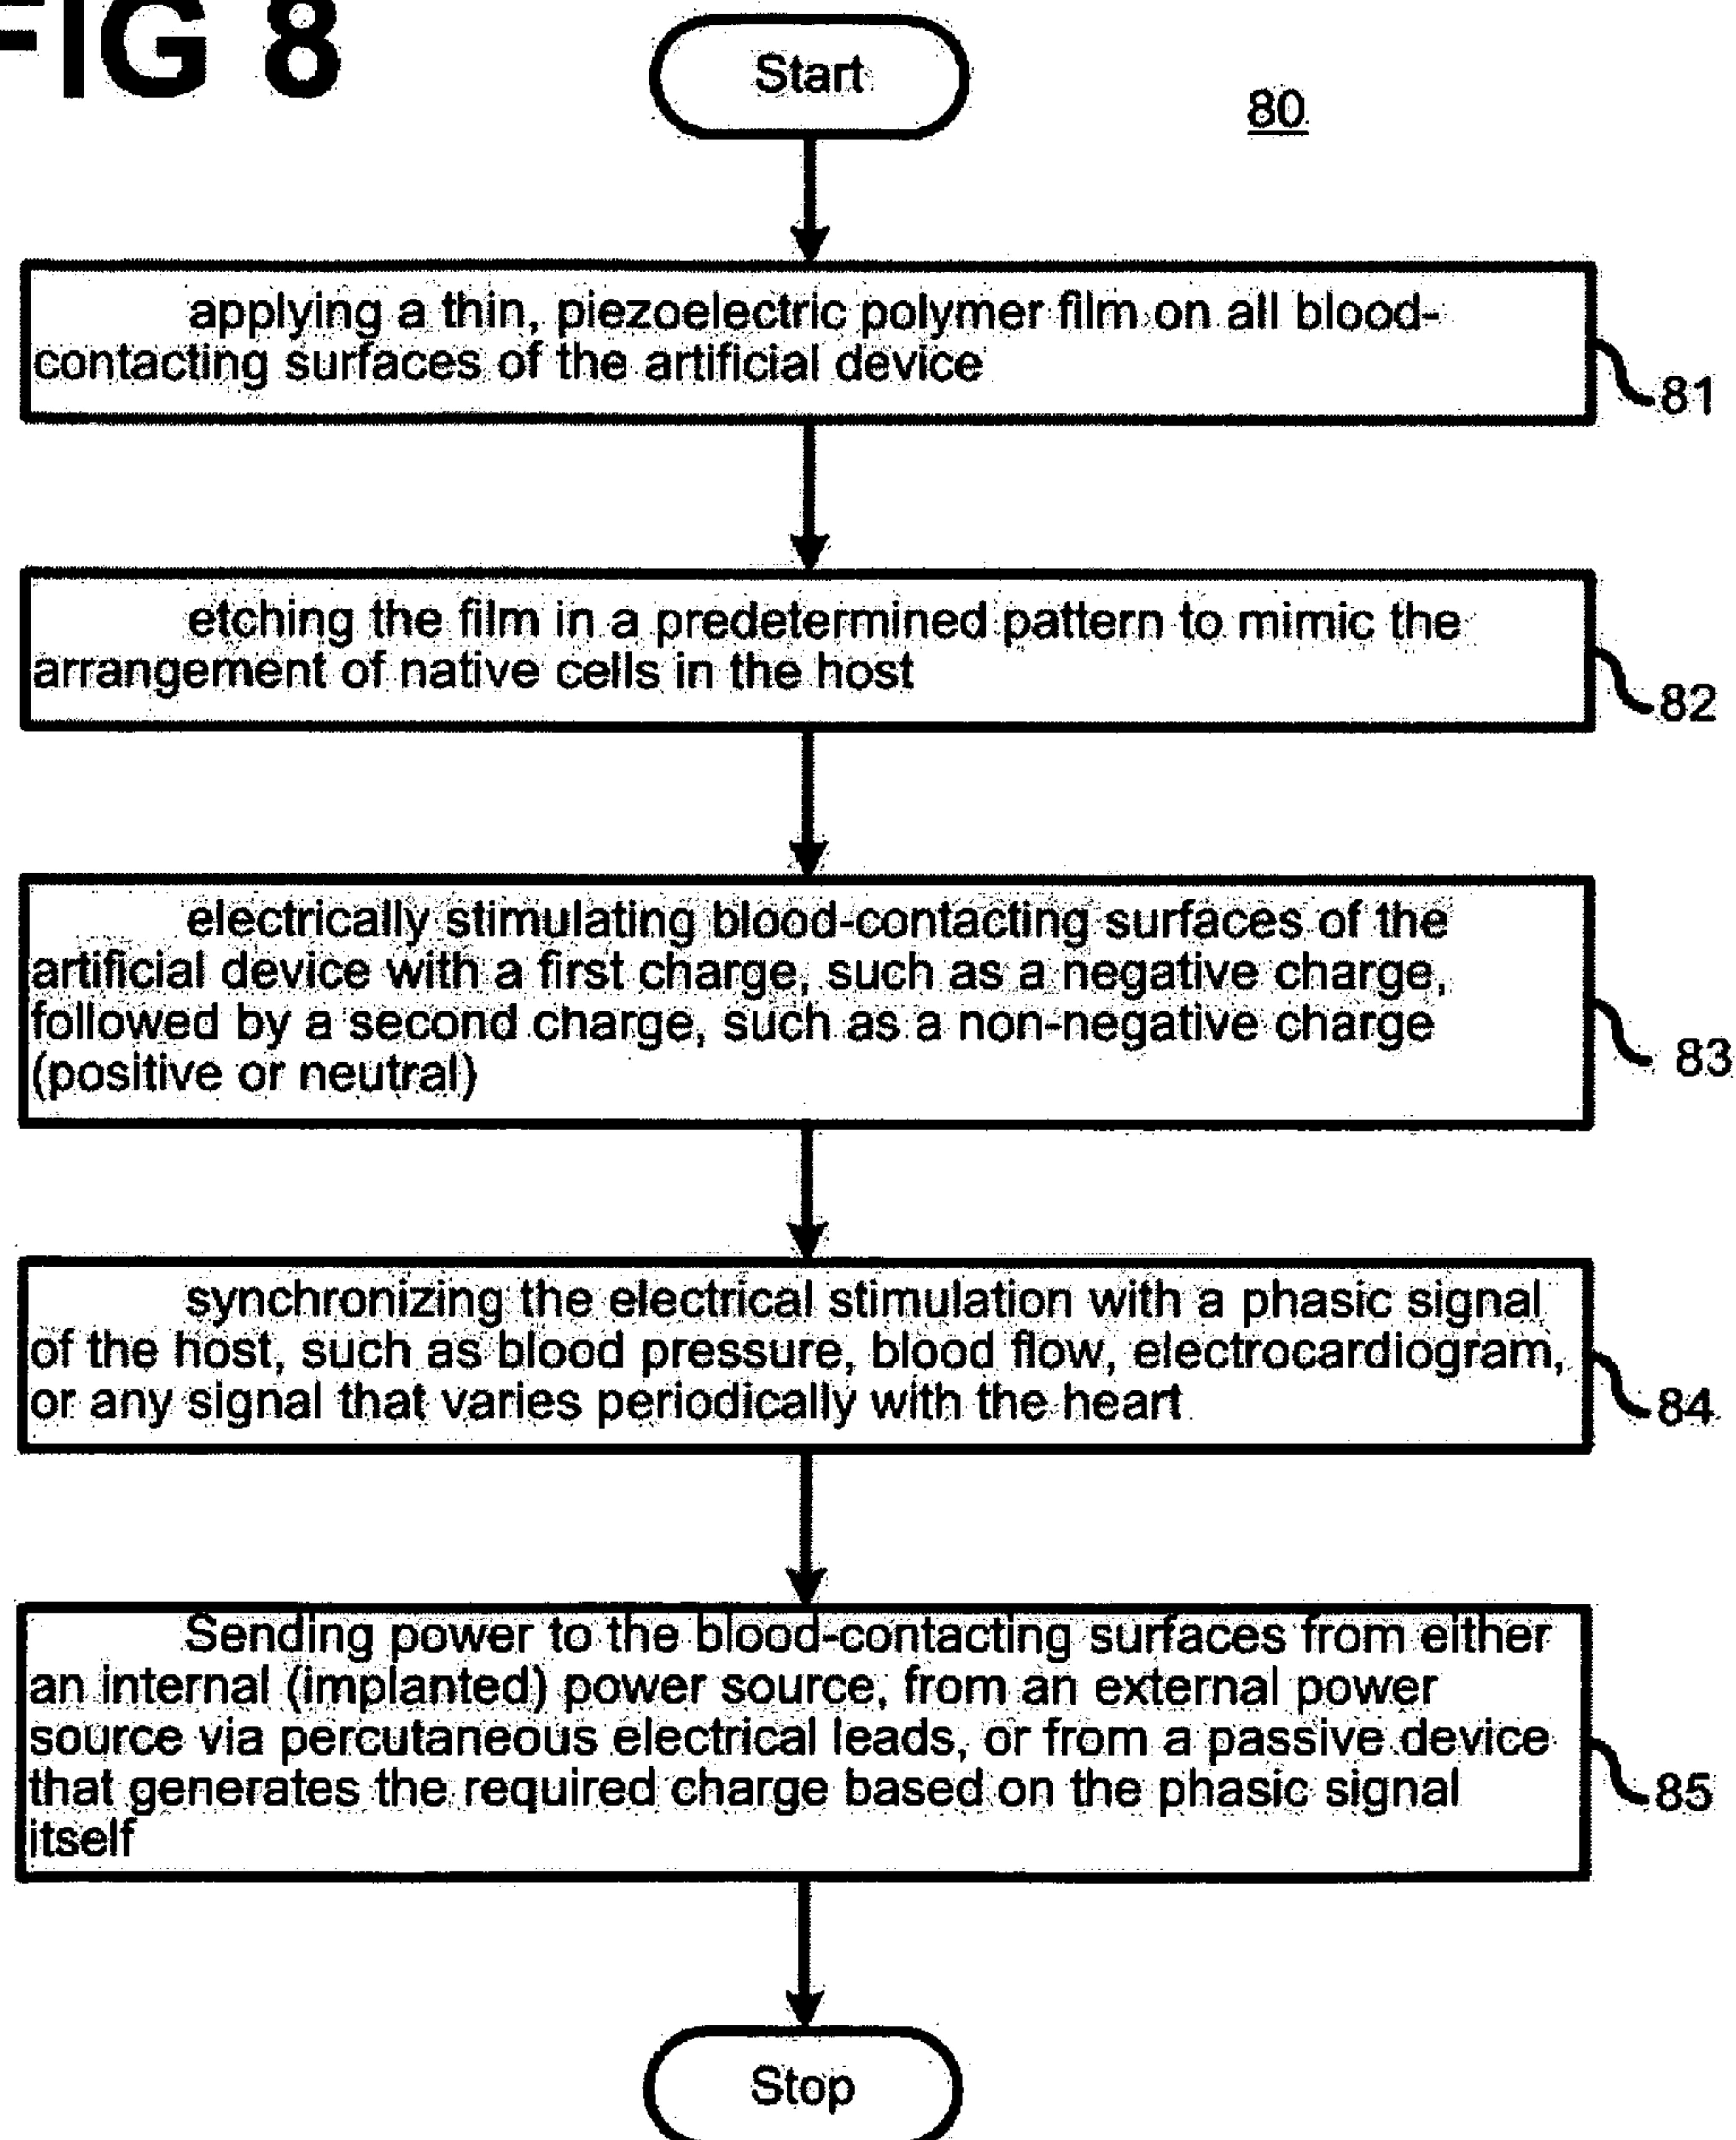 FIG 8
Start
80
applying a thin, piezoelectric polymer film on all blood-
contacting surfaces of the artificial device
81
etching the film in a predetermined pattern to mimic the
arrangement of native cells in the host
82
electrically stimulating blood-contacting surfaces of the
artificial device with a first charge, such as a negative charge,
followed by a second charge, such as a non-negative charge
(positive or neutral)
83
synchronizing the electrical stimulation with a phasic signal
of the host, such as blood pressure, blood flow, electrocardiogram,
or any signal that varies periodically with the heart
84
Sending power to the blood-contacting surfaces from either
an internal (implanted) power source, from an external power
source via percutaneous electrical leads, or from a passive device
that generates the required charge based on the phasic signal
itself
85
Stop